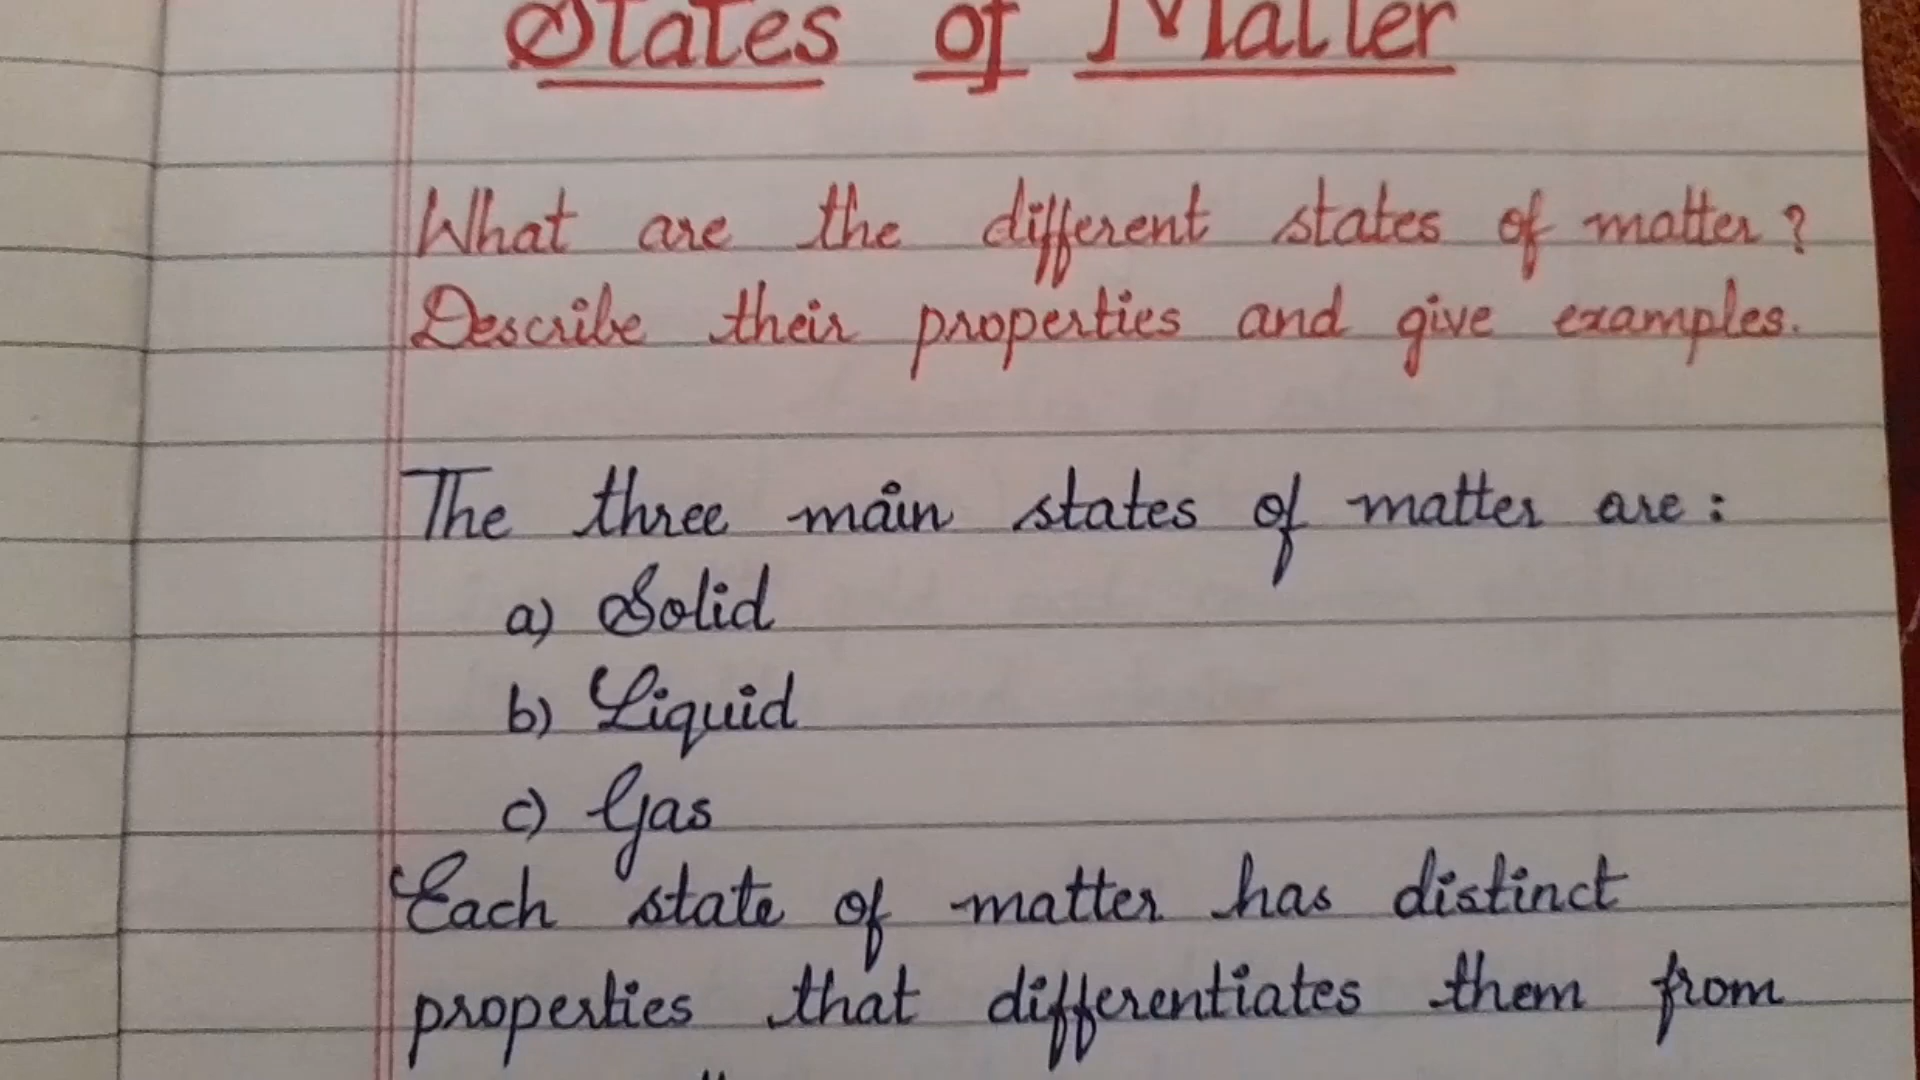 States of Matter
What are the different states of matter?
Describe their properties and give examples.
The three main states of matter are:
a) Solid
b) Liquid
c) Gas
Each state of matter has distinct
properties that differentiates them from